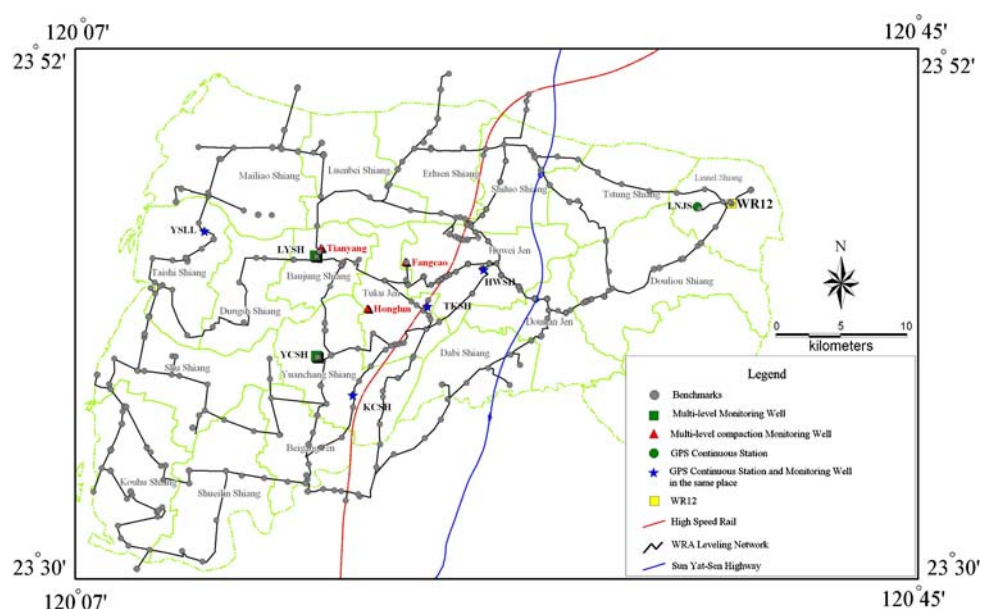 120° 07'
120° 45'
23° 52'
23° 52'
Mailiao Shiang
Luenbei Shiang
Erluen Shiang
Shiluo Shiang
Tstung Shiang
Linnei Shiang
LNJS
WR12
YSLL
LYSH
Tianyang
Fangcao
Huwei Jen
Taishi Shiang
Baujung Shiang
HWSH
Douliou Shiang
N
Dungshi Shiang
Tuku Jen
Honglun
TKSH
Dounan Jen
0 5 10
kilometers
YCSH
Yuanchang Shiang
Dabi Shiang
Shu Shiang
KCSH
Beigang Jen
Kouhu Shiang
Shueilin Shiang
Legend
Benchmarks
Multi-level Monitoring Well
Multi-level compaction Monitoring Well
GPS Continuous Station
GPS Continuous Station and Monitoring Well
in the same place
WR12
High Speed Rail
WRA Leveling Network
Sun Yat-Sen Highway
23° 30'
23° 30'
120° 07'
120° 45'